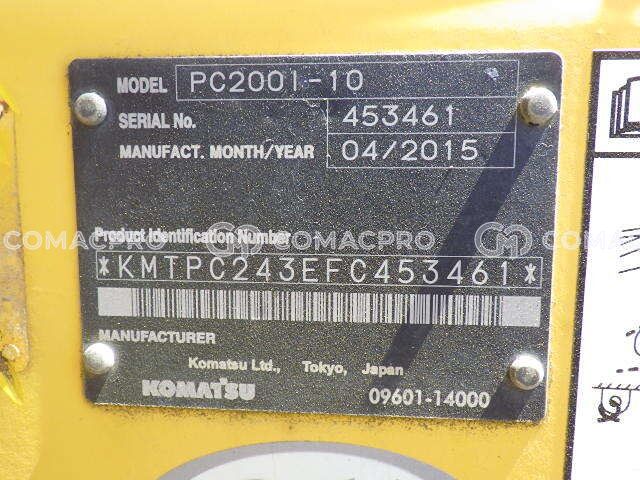 MODEL PC200i-10
SERIAL No. 453461
MANUFACT. MONTH/YEAR 04/2015
Product Identification Number
COMACPRO COMACPRO COMACPRO
*KMTPC243EFC453461*
MANUFACTURER
Komatsu Ltd., Tokyo, Japan
KOMATSU 09601-14000